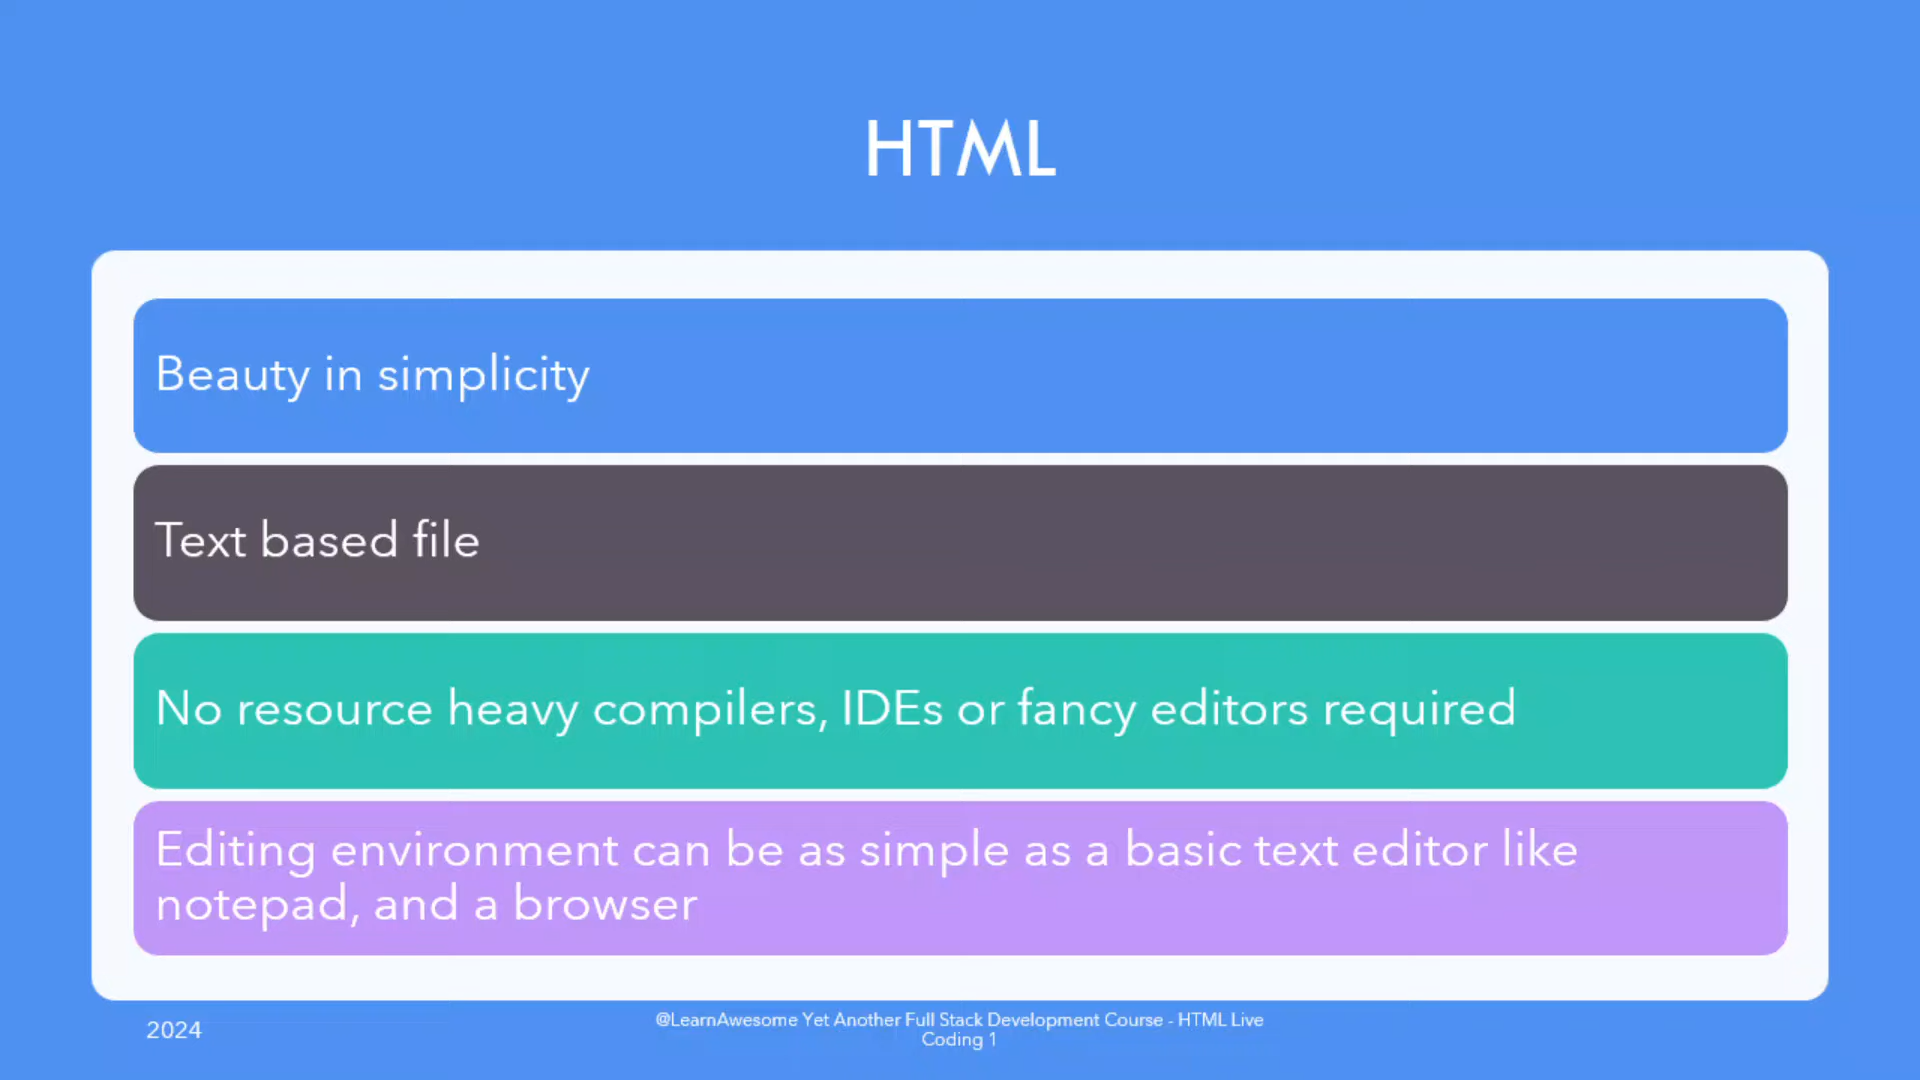 HTML
Beauty in simplicity
Text based file
No resource heavy compilers, IDEs or fancy editors required
Editing environment can be as simple as a basic text editor like
notepad, and a browser
2024
@LearnAwesome Yet Another Full Stack Development Course - HTML Live
Coding 1